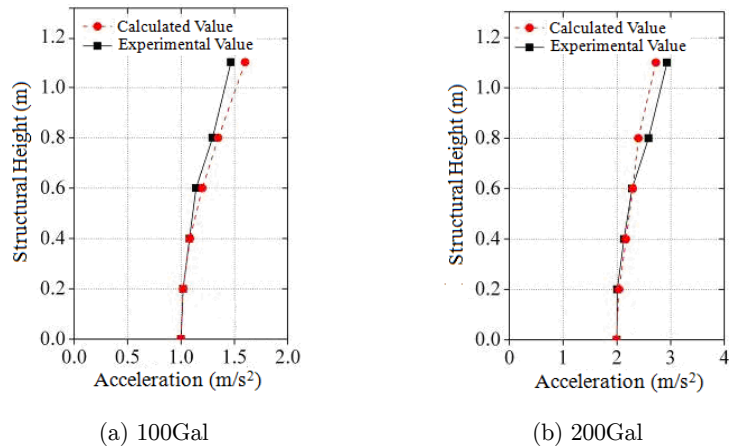 Calculated Value
Experimental Value
Structural Height (m)
1.2
1.0
0.8
0.6
0.4
0.2
0.0
0.0 0.5 1.0 1.5 2.0
Acceleration (m/s²)
(a) 100Gal
Calculated Value
Experimental Value
Structural Height (m)
1.2
1.0
0.8
0.6
0.4
0.2
0.0
0 1 2 3 4
Acceleration (m/s²)
(b) 200Gal